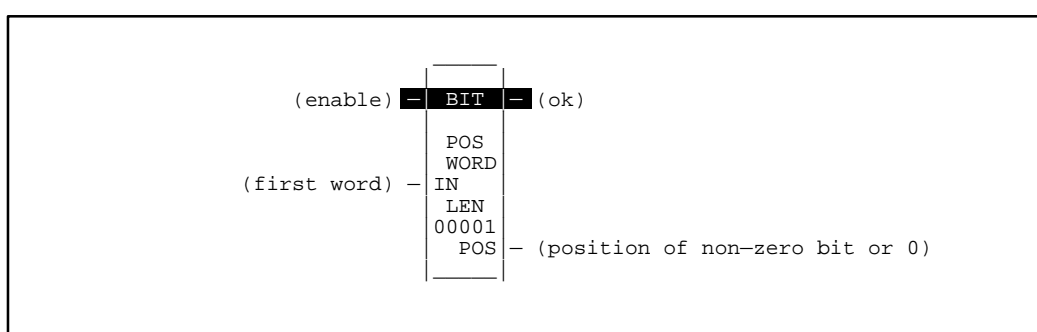 (enable) – BIT – (ok)
POS
WORD
(first word) – IN
LEN
00001
POS – (position of non–zero bit or 0)